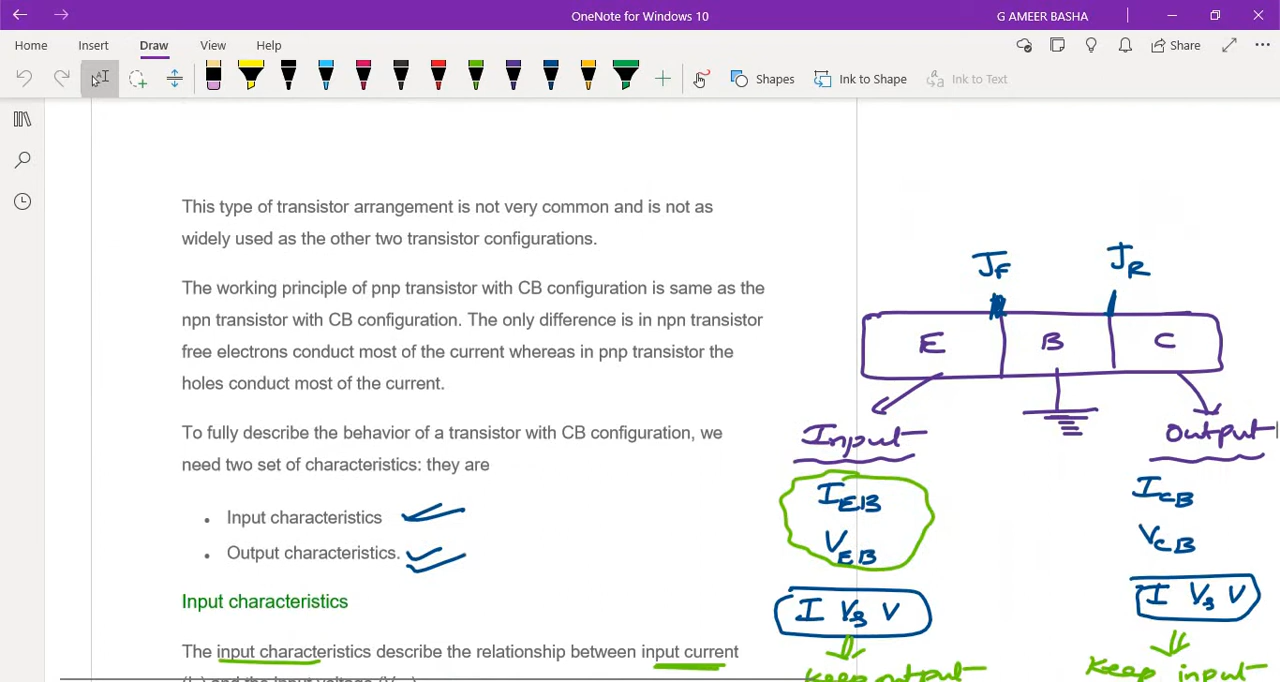 OneNote for Windows 10
G AMEER BASHA
Home
Insert
Draw
View
Help
Share
Shapes
Ink to Shape
Ink to Text
This type of transistor arrangement is not very common and is not as
widely used as the other two transistor configurations.
The working principle of pnp transistor with CB configuration is same as the
npn transistor with CB configuration. The only difference is in npn transistor
free electrons conduct most of the current whereas in pnp transistor the
holes conduct most of the current.
To fully describe the behavior of a transistor with CB configuration, we
need two set of characteristics: they are
• Input characteristics
• Output characteristics.
Input characteristics
The input characteristics describe the relationship between input current
JF
JR
E
B
C
Input
Output
IEB
VEB
I Vs V
keep output
ICB
VCB
I Vs V
keep input